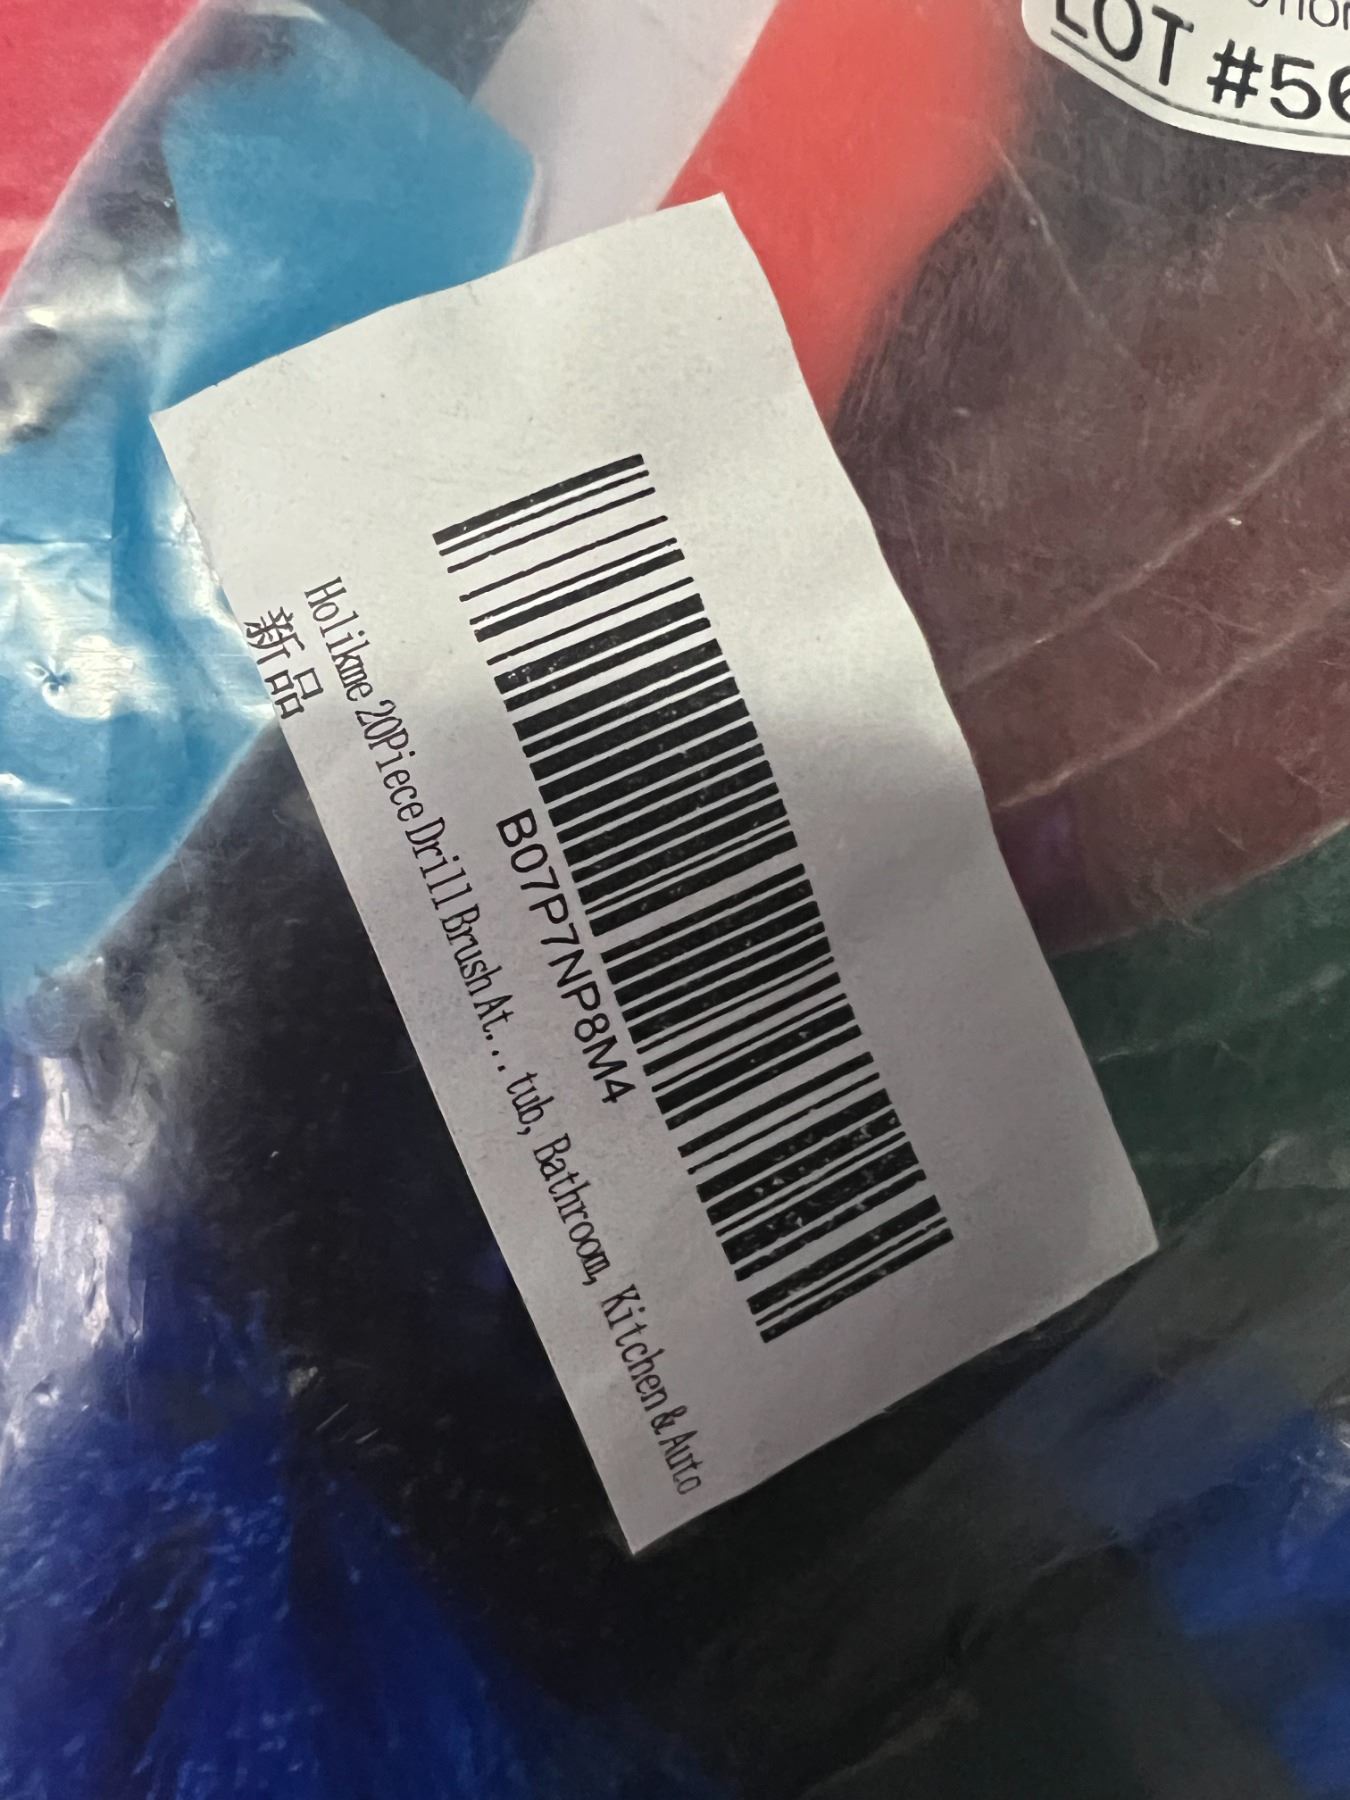 LOT #56
B07P7NP8M4
Holikme 20Piece Drill Brush At... tub, Bathroom, Kitchen & Auto
新品